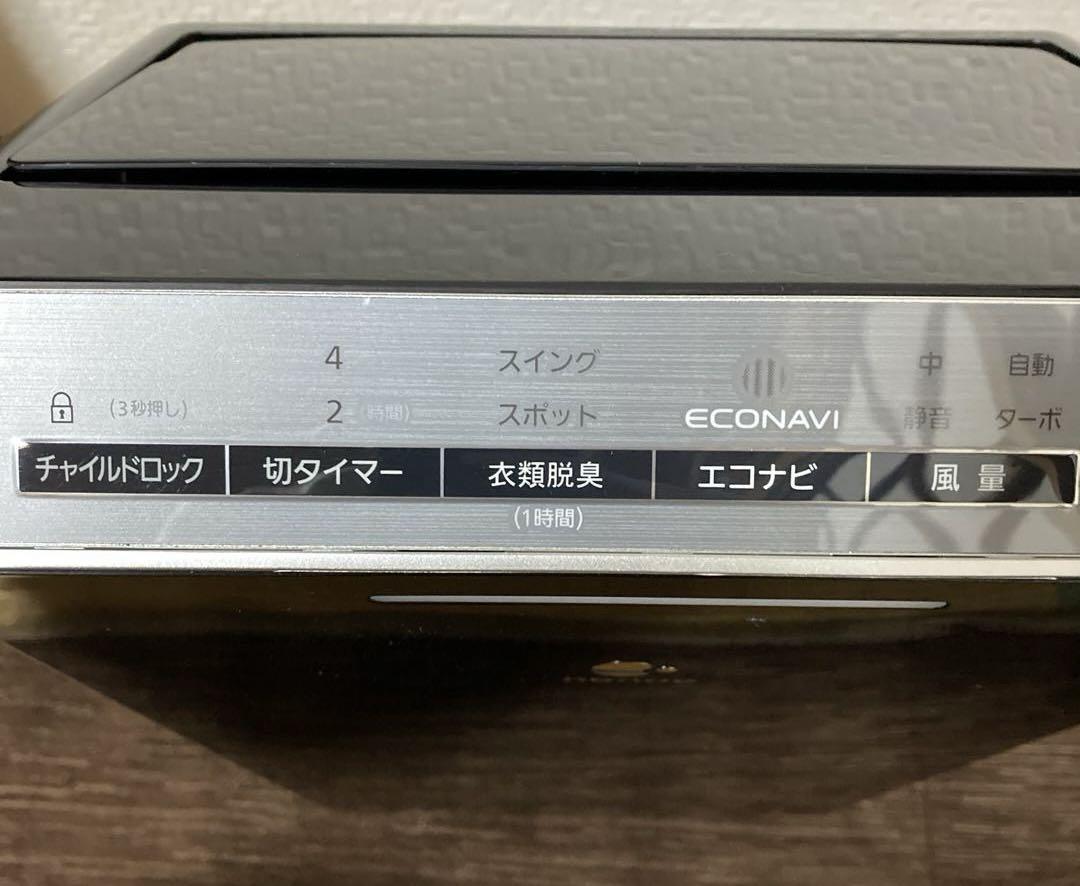 4 スイング 中 自動
(3秒押し) 2 (時間) スポット ECONAVI 静音 ターボ
チャイルドロック 切タイマー 衣類脱臭 エコナビ 風量
(1時間)